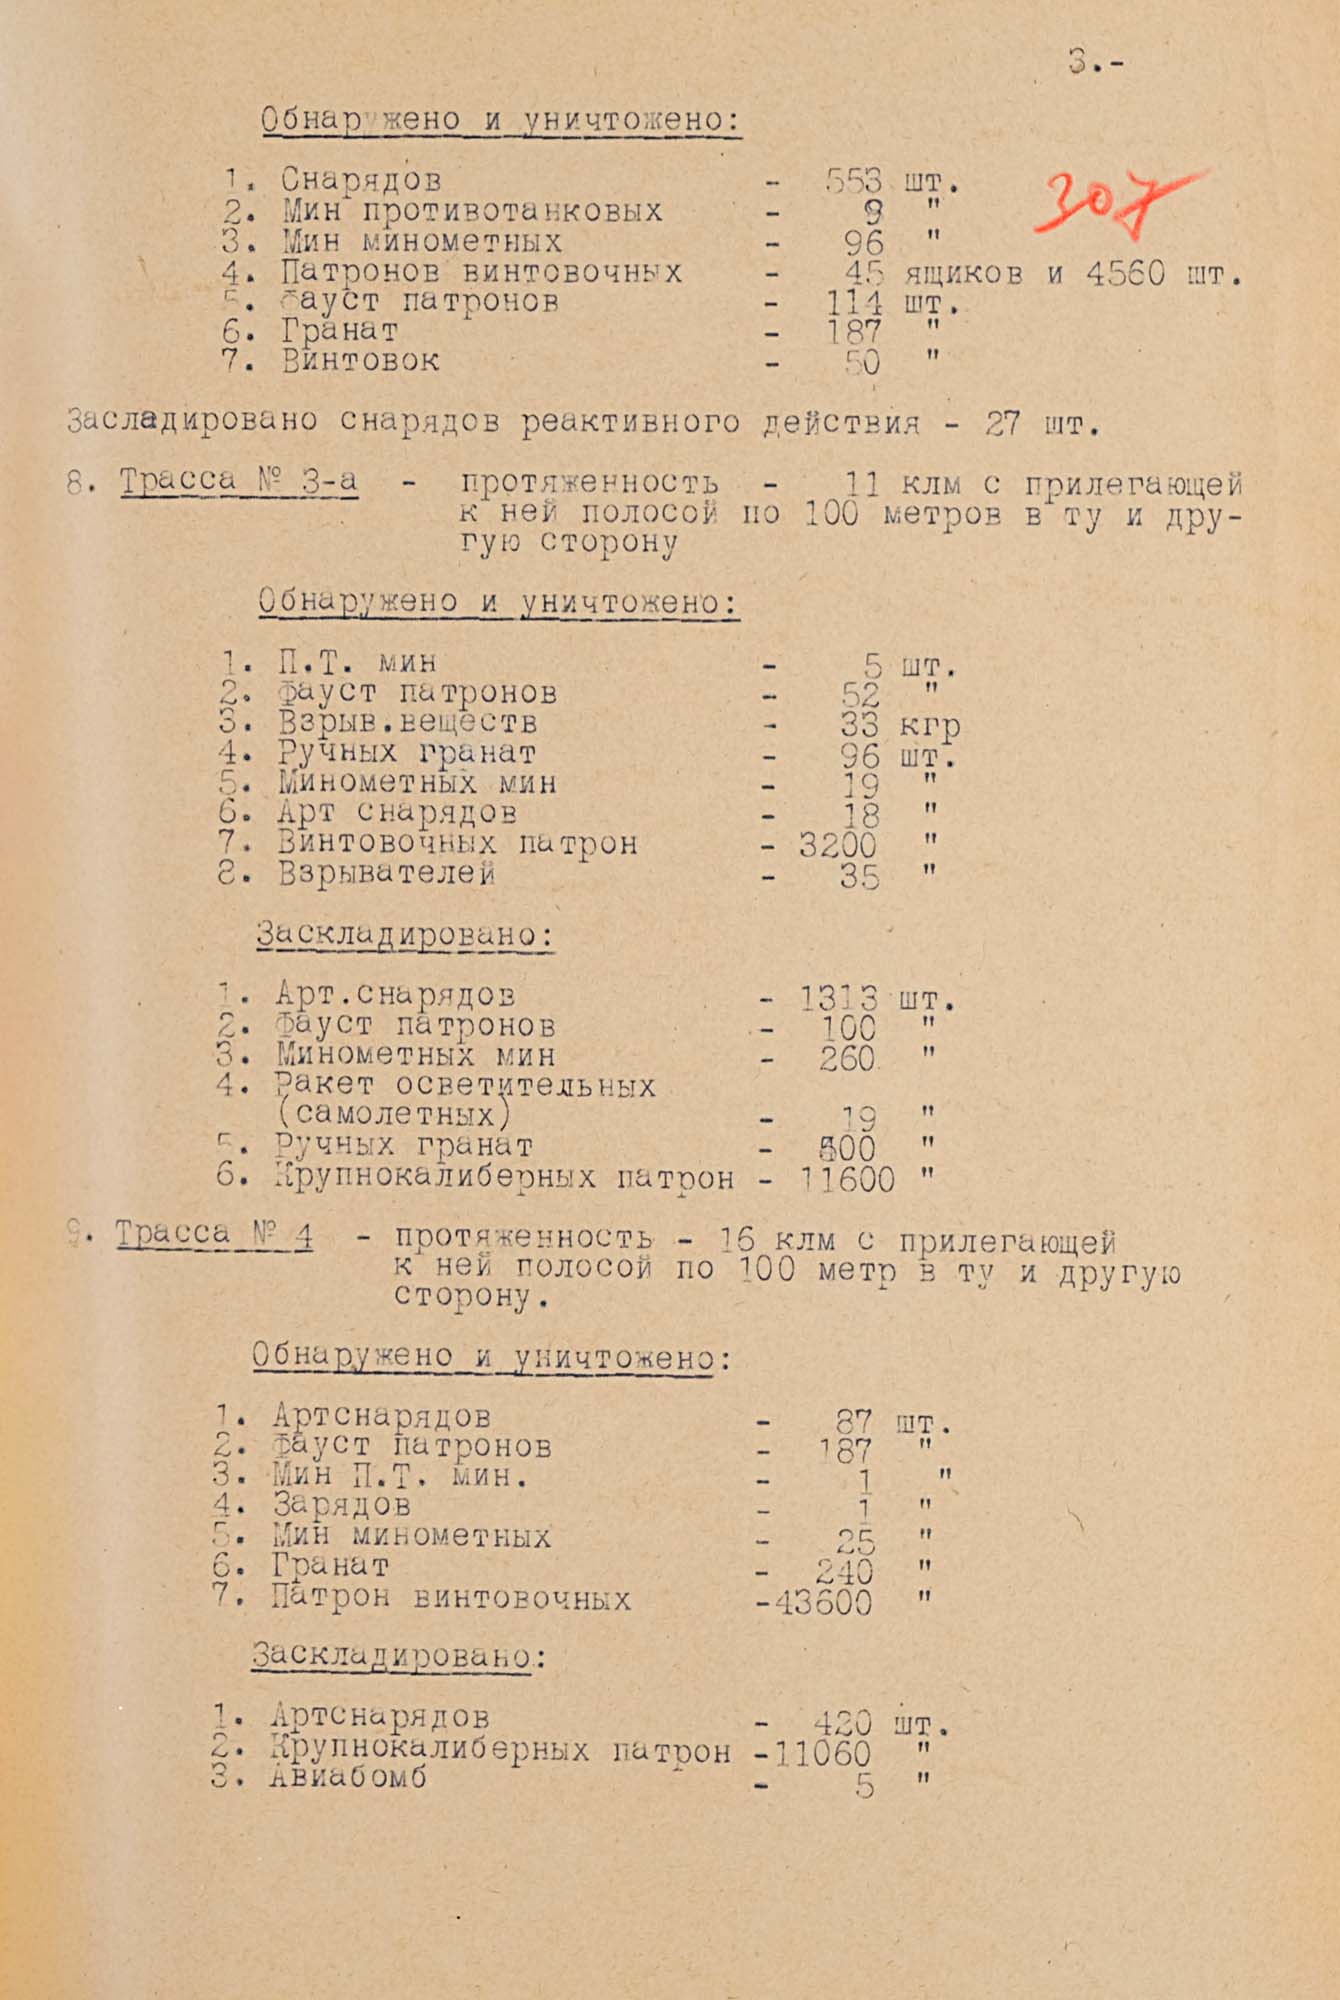 3.-
Обнаружено и уничтожено:
307
1. Снарядов - 553 шт.
2. Мин противотанковых - 9 "
3. Мин минометных - 96 "
4. Патронов винтовочных - 45 ящиков и 4560 шт.
5. Фауст патронов - 114 шт.
6. Гранат - 187 "
7. Винтовок - 50 "
Засладировано снарядов реактивного действия - 27 шт.
8. Трасса № 3-а - протяженность - 11 клм с прилегающей
к ней полосой по 100 метров в ту и дру-
гую сторону
Обнаружено и уничтожено:
1. П.Т. мин - 5 шт.
2. Фауст патронов - 52 "
3. Взрыв.веществ - 33 кгр
4. Ручных гранат - 96 шт.
5. Минометных мин - 19 "
6. Арт снарядов - 18 "
7. Винтовочных патрон - 3200 "
8. Взрывателей - 35 "
Заскладировано:
1. Арт.снарядов - 1313 шт.
2. Фауст патронов - 100 "
3. Минометных мин - 260 "
4. Ракет осветительных
(самолетных) - 19 "
5. Ручных гранат - "
6. Крупнокалиберных патрон - 11600 "
9. Трасса № 4 - протяженность - 16 клм с прилегающей
к ней полосой по 100 метр в ту и другую
сторону.
Обнаружено и уничтожено:
1. Артснарядов - 87 шт.
2. Фауст патронов - 187 "
3. Мин П.Т. мин. - 1 "
4. Зарядов - 1 "
5. Мин минометных - 25 "
6. Гранат - 240 "
7. Патрон винтовочных -43600 "
Заскладировано:
1. Артснарядов - 420 шт.
2. Крупнокалиберных патрон -11060 "
3. Авиабомб - 5 "